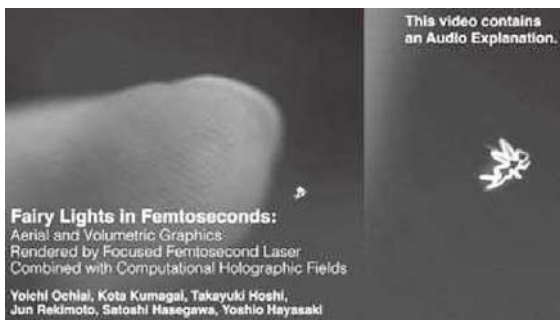 This video contains
an Audio Explanation.
Fairy Lights in Femtoseconds:
Aerial and Volumetric Graphics
Rendered by Focused Femtosecond Laser
Combined with Computational Holographic Fields
Yoichi Ochiai, Kota Kumagai, Takayuki Hoshi,
Jun Rekimoto, Satoshi Hasegawa, Yoshio Hayasaki